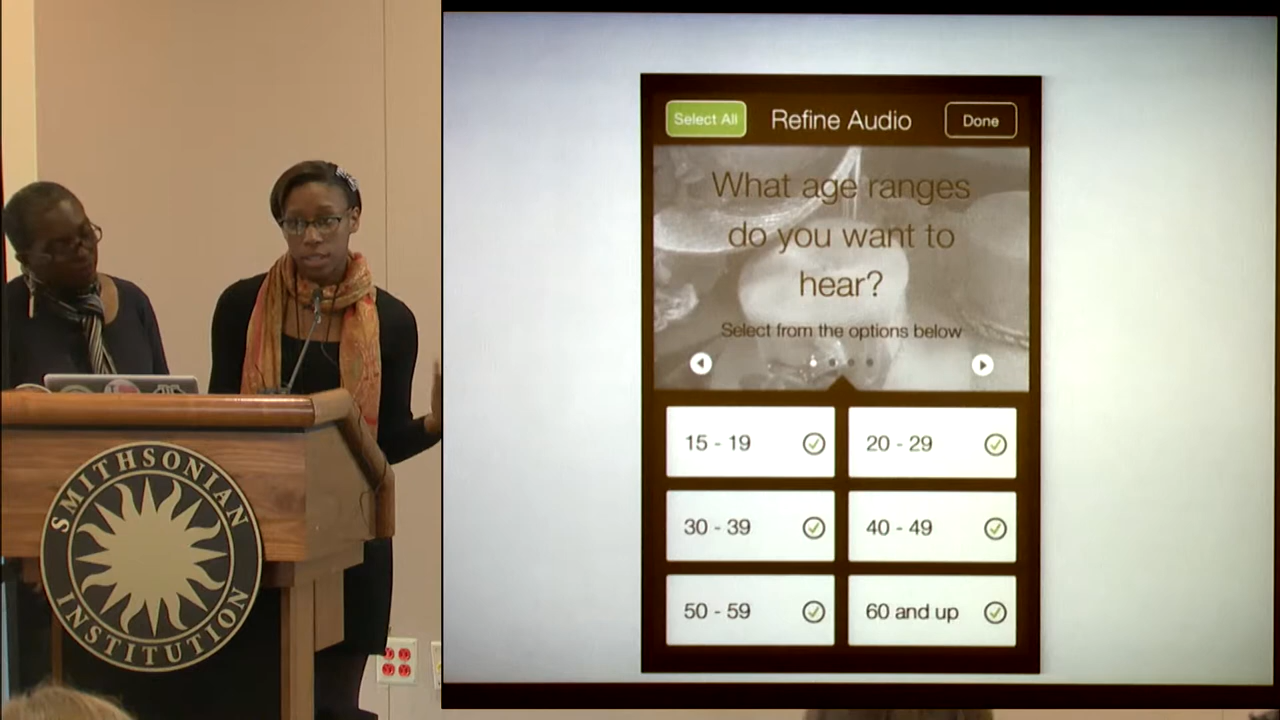 SMITHSONIAN
INSTITUTION
Select All
Refine Audio
Done
What age ranges
do you want to
hear?
Select from the options below
15 - 19
20 - 29
30 - 39
40 - 49
50 - 59
60 and up